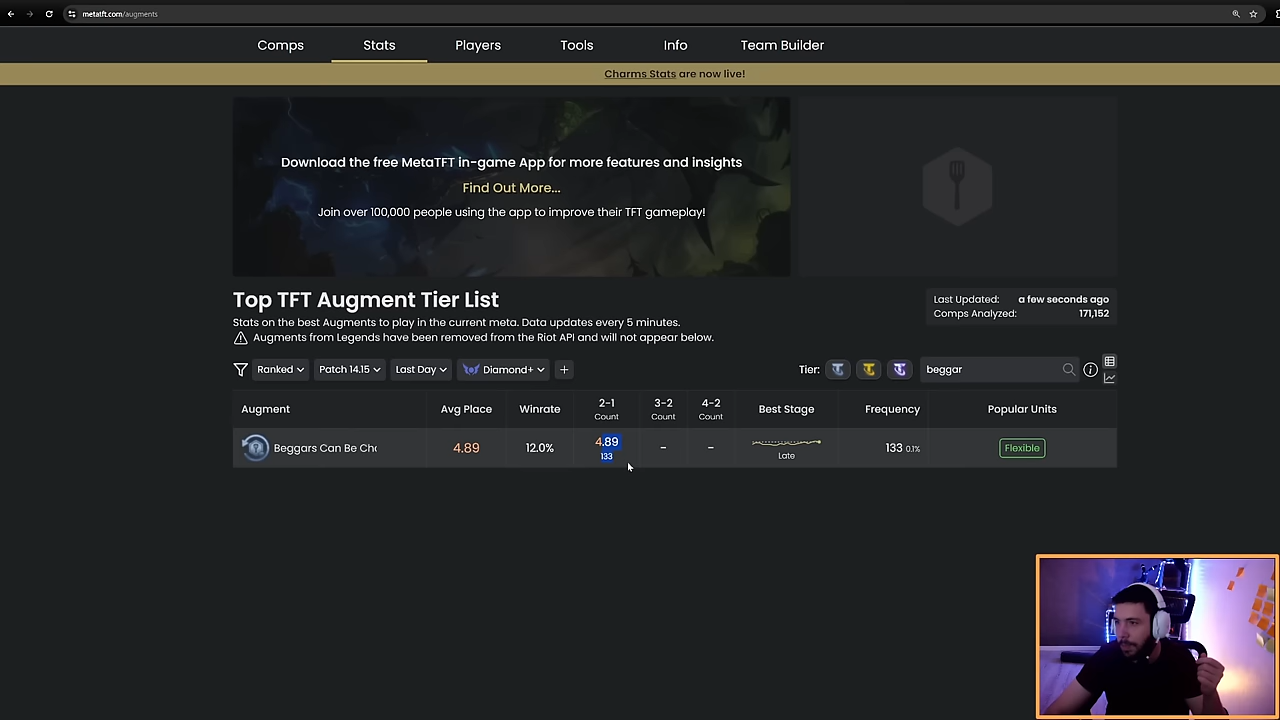 metatft.com/augments
Comps
Stats
Players
Tools
Info
Team Builder
Charms Stats are now live!
Download the free MetaTFT in-game App for more features and insights
Find Out More...
Join over 100,000 people using the app to improve their TFT gameplay!
Top TFT Augment Tier List
Stats on the best Augments to play in the current meta. Data updates every 5 minutes.
Augments from Legends have been removed from the Riot API and will not appear below.
Last Updated: a few seconds ago
Comps Analyzed: 171,152
Ranked
Patch 14.15
Last Day
Diamond+
Tier:
beggar
Augment
Avg Place
Winrate
2-1
Count
3-2
Count
4-2
Count
Best Stage
Frequency
Popular Units
Beggars Can Be Ch
4.89
12.0%
4.89
133
-
-
Late
133 0.1%
Flexible